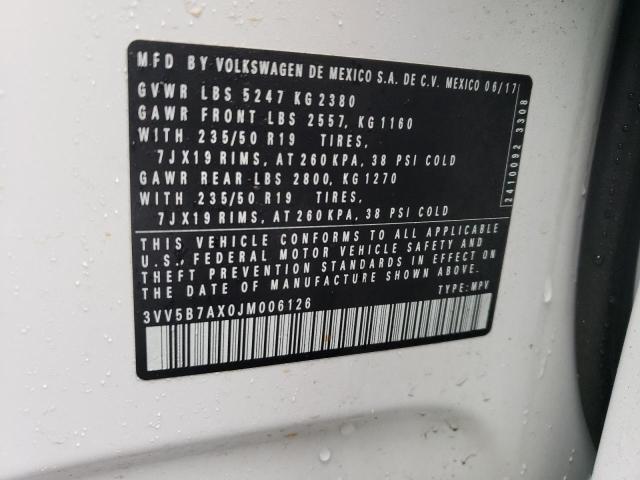 MFD BY VOLKSWAGEN DE MEXICO S.A. DE C.V. MEXICO 06/17
GVWR LBS 5247 KG 2380
GAWR FRONT LBS 2557, KG 1160
WITH 235/50 R19 TIRES,
7JX19 RIMS, AT 260 KPA, 38 PSI COLD
GAWR REAR LBS 2800, KG 1270
WITH 235/50 R19 TIRES,
7JX19 RIMS, AT 260 KPA, 38 PSI COLD
THIS VEHICLE CONFORMS TO ALL APPLICABLE
U.S., FEDERAL MOTOR VEHICLE SAFETY AND
THEFT PREVENTION STANDARDS IN EFFECT ON
THE DATE OF MANUFACTURE SHOWN ABOVE.
3VV5B7AX0JM006126 TYPE: MPV
2410092 3308